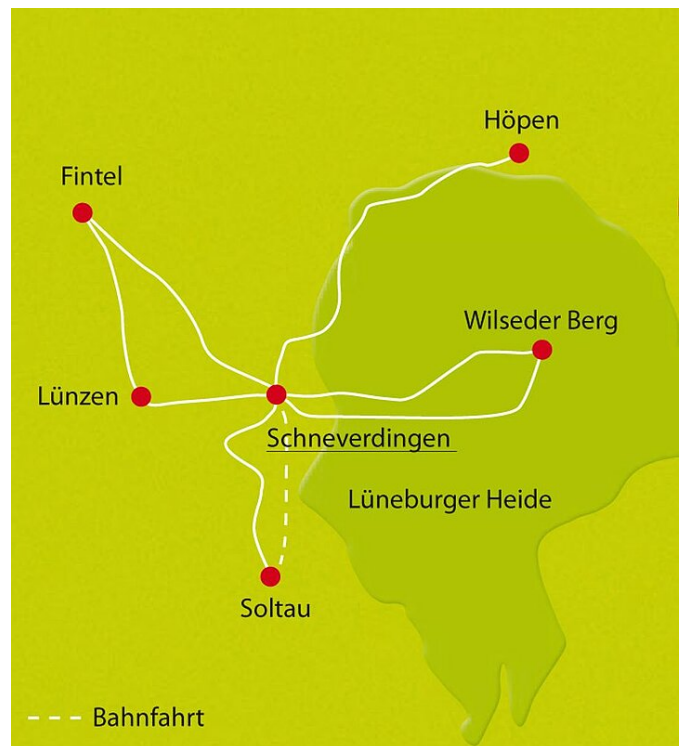 Höpen
Fintel
Wilseder Berg
Lünzen
Schneverdingen
Lüneburger Heide
Soltau
Bahnfahrt